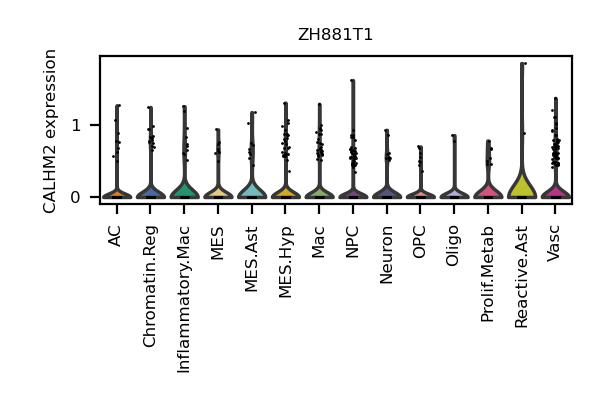 ZH881T1
CALHM2 expression
1
0
AC
Chromatin.Reg
Inflammatory.Mac
MES
MES.Ast
MES.Hyp
Mac
NPC
Neuron
OPC
Oligo
Prolif.Metab
Reactive.Ast
Vasc